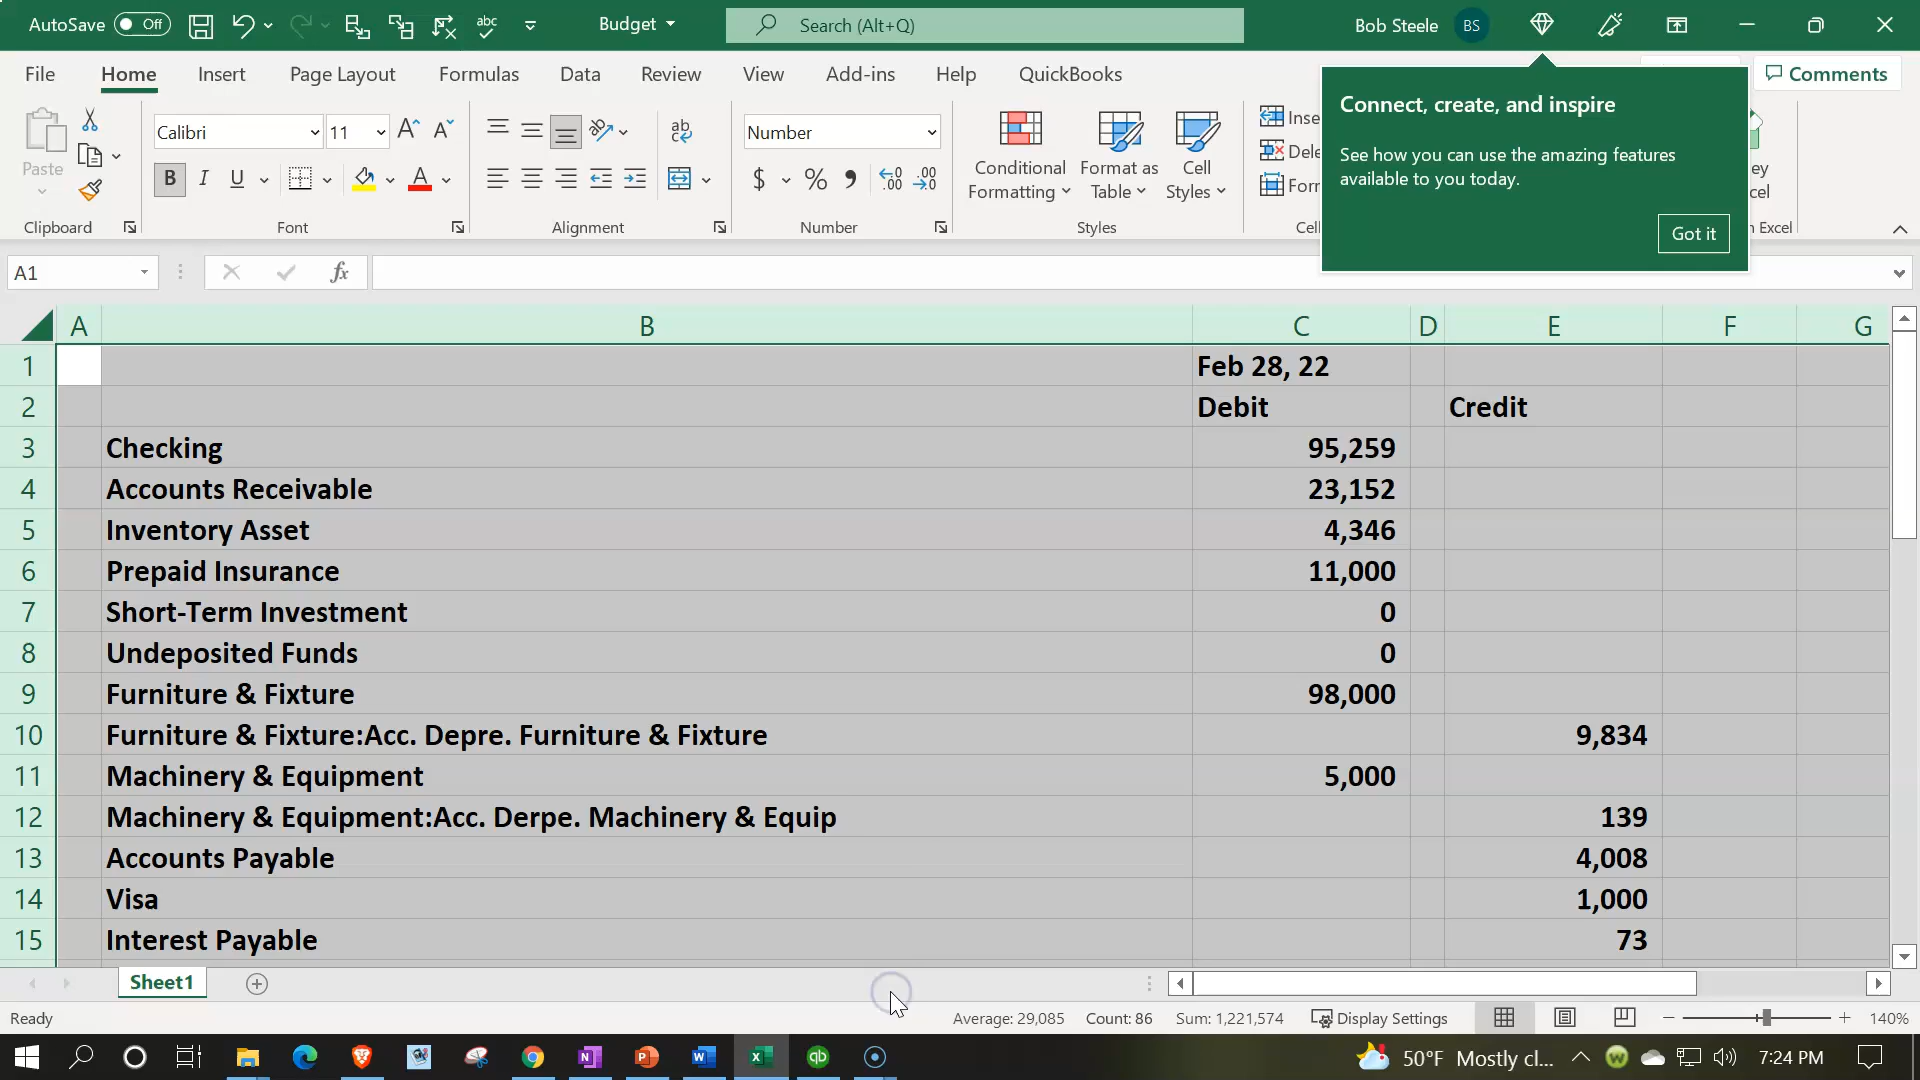 AutoSave Off abc Budget Search (Alt+Q) Bob Steele BS
File Home Insert Page Layout Formulas Data Review View Add-ins Help QuickBooks Comments
Connect, create, and inspire
See how you can use the amazing features
available to you today.
Got it
Paste Calibri 11 B I U A ab Number $ %
Conditional Formatting
Format as Table
Cell Styles
Inse
Dele
Forr
ey
cel
Clipboard Font Alignment Number Styles Cell n Excel
A1 fx
A B C D E F G
1 Feb 28, 22
2 Debit Credit
3 Checking 95,259
4 Accounts Receivable 23,152
5 Inventory Asset 4,346
6 Prepaid Insurance 11,000
7 Short-Term Investment 0
8 Undeposited Funds 0
9 Furniture & Fixture 98,000
10 Furniture & Fixture:Acc. Depre. Furniture & Fixture 9,834
11 Machinery & Equipment 5,000
12 Machinery & Equipment:Acc. Derpe. Machinery & Equip 139
13 Accounts Payable 4,008
14 Visa 1,000
15 Interest Payable 73
Sheet1
Ready Average: 29,085 Count: 86 Sum: 1,221,574 Display Settings 140%
50°F Mostly cl... 7:24 PM